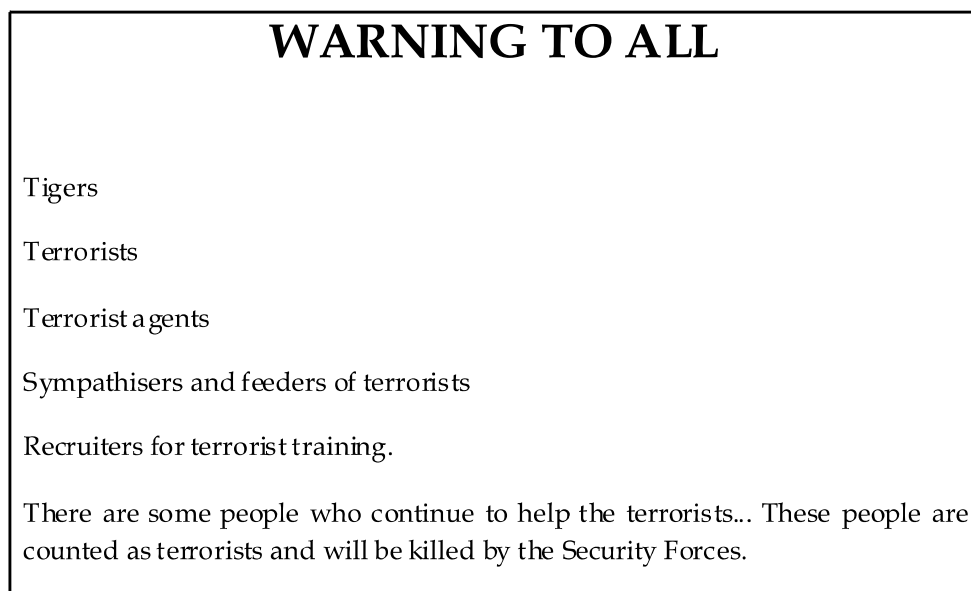 WARNING TO ALL
Tigers
Terrorists
Terrorist agents
Sympathisers and feeders of terrorists
Recruiters for terrorist training.
There are some people who continue to help the terrorists... These people are
counted as terrorists and will be killed by the Security Forces.